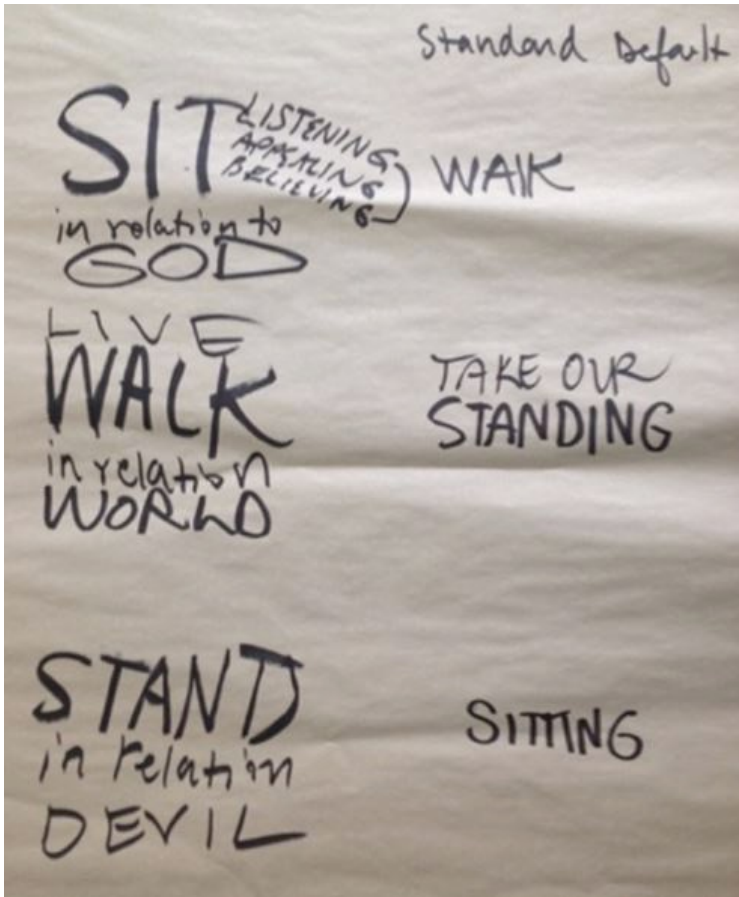 Standard Default
SIT
LISTENING
APPEALING
BELIEVING
WALK
in relation to
GOD
LIVE
WALK
in relation
WORLD
TAKE OUR
STANDING
STAND
in relation
DEVIL
SITTING